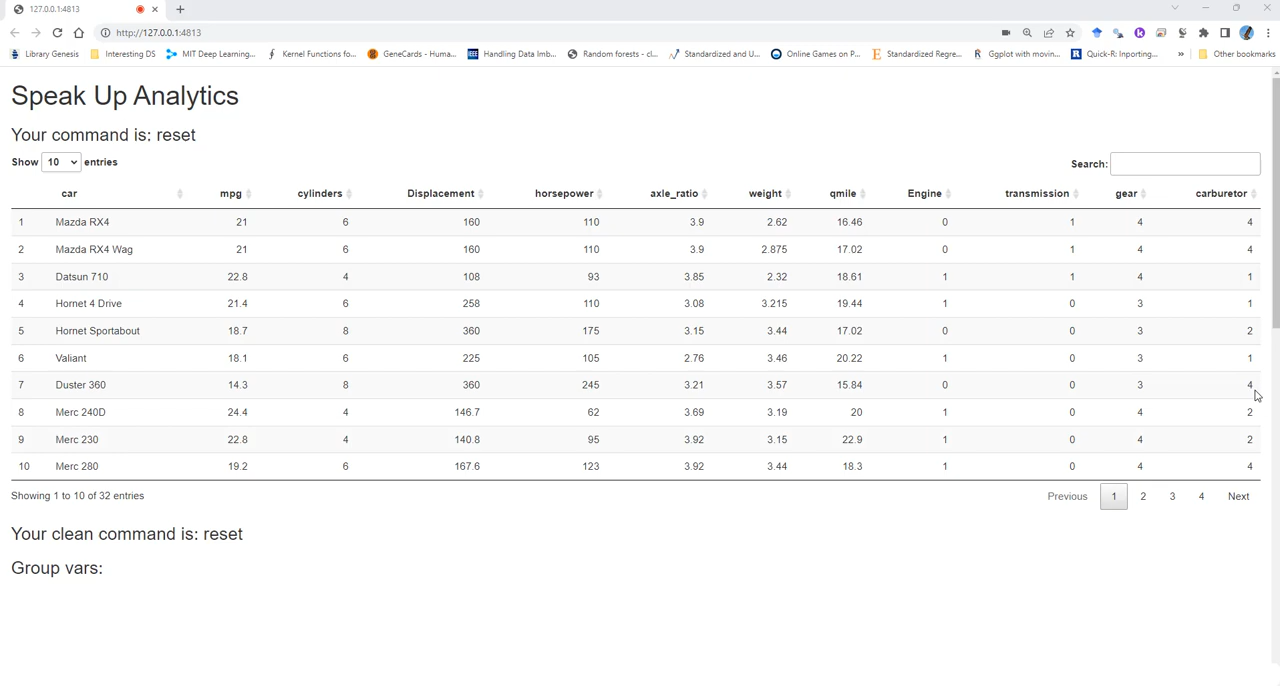 127.0.0.1:4813
http://127.0.0.1:4813
Library Genesis Interesting DS MIT Deep Learning... Kernel Functions fo... GeneCards - Huma... Handling Data Imb... Random forests - cl... Standardized and U... Online Games on P... Standardized Regre... Ggplot with movin... Quick-R: Inporting... » Other bookmarks
Speak Up Analytics
Your command is: reset
Show 10 entries Search:
car mpg cylinders Displacement horsepower axle_ratio weight qmile Engine transmission gear carburetor
1 Mazda RX4 21 6 160 110 3.9 2.62 16.46 0 1 4 4
2 Mazda RX4 Wag 21 6 160 110 3.9 2.875 17.02 0 1 4 4
3 Datsun 710 22.8 4 108 93 3.85 2.32 18.61 1 1 4 1
4 Hornet 4 Drive 21.4 6 258 110 3.08 3.215 19.44 1 0 3 1
5 Hornet Sportabout 18.7 8 360 175 3.15 3.44 17.02 0 0 3 2
6 Valiant 18.1 6 225 105 2.76 3.46 20.22 1 0 3 1
7 Duster 360 14.3 8 360 245 3.21 3.57 15.84 0 0 3 4
8 Merc 240D 24.4 4 146.7 62 3.69 3.19 20 1 0 4 2
9 Merc 230 22.8 4 140.8 95 3.92 3.15 22.9 1 0 4 2
10 Merc 280 19.2 6 167.6 123 3.92 3.44 18.3 1 0 4 4
Showing 1 to 10 of 32 entries Previous 1 2 3 4 Next
Your clean command is: reset
Group vars: